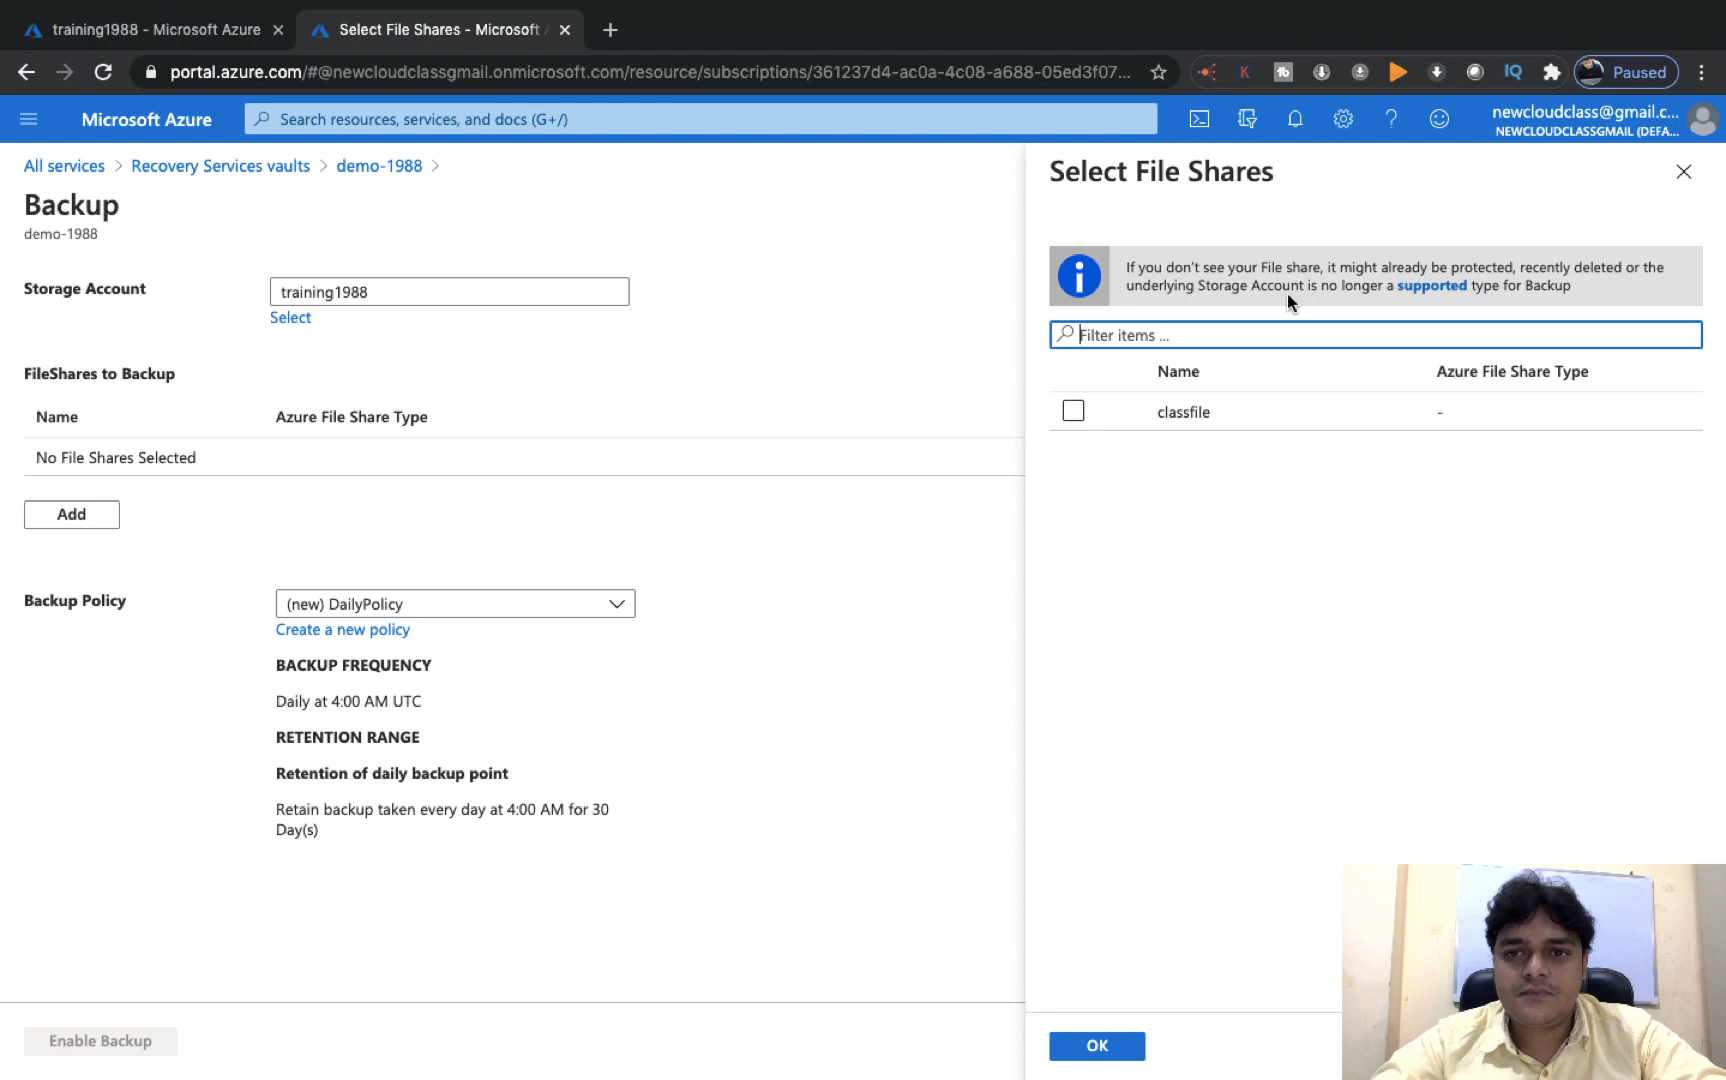 training1988 - Microsoft Azure
Select File Shares - Microsoft A
portal.azure.com/#@newcloudclassgmail.onmicrosoft.com/resource/subscriptions/361237d4-ac0a-4c08-a688-05ed3f07...
K
tb
IQ
Paused
Microsoft Azure
Search resources, services, and docs (G+/)
newcloudclass@gmail.c...
NEWCLOUDCLASSGMAIL (DEFA...
All services > Recovery Services vaults > demo-1988 >
Backup
demo-1988
Storage Account
training1988
Select
FileShares to Backup
Name Azure File Share Type
No File Shares Selected
Add
Backup Policy
(new) DailyPolicy
Create a new policy
BACKUP FREQUENCY
Daily at 4:00 AM UTC
RETENTION RANGE
Retention of daily backup point
Retain backup taken every day at 4:00 AM for 30
Day(s)
Enable Backup
Select File Shares
If you don't see your File share, it might already be protected, recently deleted or the
underlying Storage Account is no longer a supported type for Backup
Filter items ...
Name Azure File Share Type
classfile -
OK